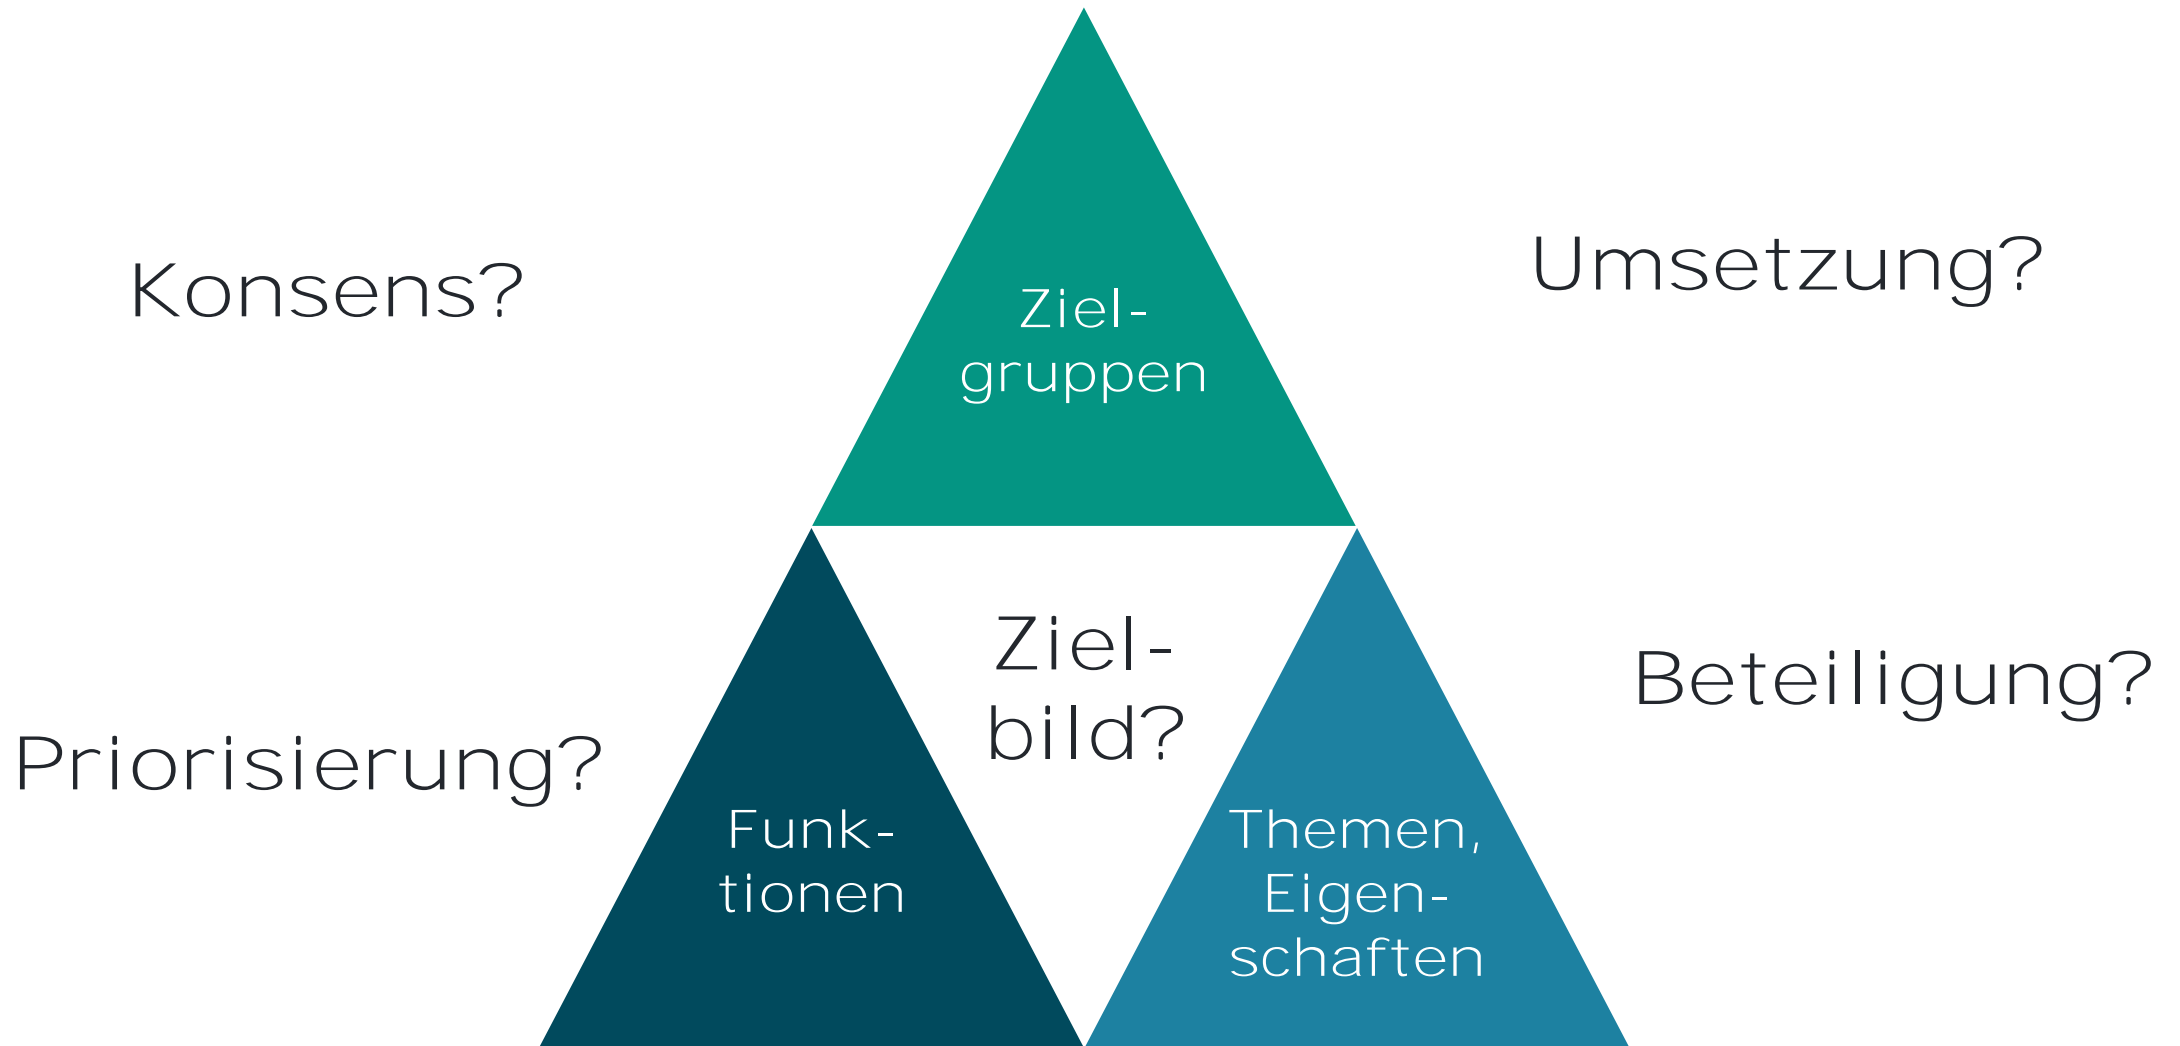 Konsens?
Umsetzung?
Ziel-
gruppen
Ziel-
bild?
Beteiligung?
Priorisierung?
Funk-
tionen
Themen,
Eigen-
schaften